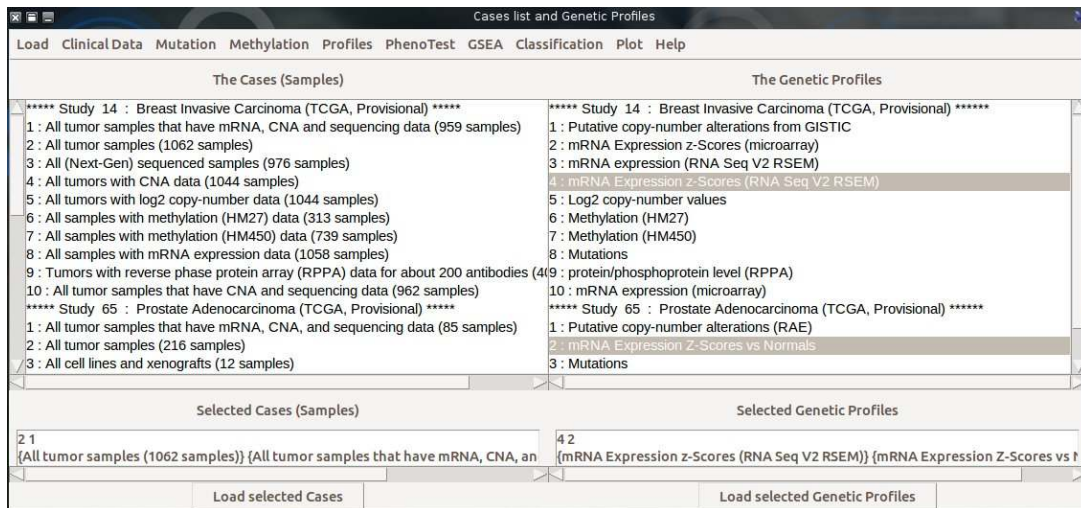 Cases list and Genetic Profiles
Load Clinical Data Mutation Methylation Profiles PhenoTest GSEA Classification Plot Help
The Cases (Samples)
***** Study 14 : Breast Invasive Carcinoma (TCGA, Provisional) *****
1 : All tumor samples that have mRNA, CNA and sequencing data (959 samples)
2 : All tumor samples (1062 samples)
3 : All (Next-Gen) sequenced samples (976 samples)
4 : All tumors with CNA data (1044 samples)
5 : All tumors with log2 copy-number data (1044 samples)
6 : All samples with methylation (HM27) data (313 samples)
7 : All samples with methylation (HM450) data (739 samples)
8 : All samples with mRNA expression data (1058 samples)
9 : Tumors with reverse phase protein array (RPPA) data for about 200 antibodies (40
10 : All tumor samples that have CNA and sequencing data (962 samples)
***** Study 65 : Prostate Adenocarcinoma (TCGA, Provisional) *****
1 : All tumor samples that have mRNA, CNA, and sequencing data (85 samples)
2 : All tumor samples (216 samples)
3 : All cell lines and xenografts (12 samples)
The Genetic Profiles
***** Study 14 : Breast Invasive Carcinoma (TCGA, Provisional) ******
1 : Putative copy-number alterations from GISTIC
2 : mRNA Expression z-Scores (microarray)
3 : mRNA expression (RNA Seq V2 RSEM)
4 : mRNA Expression z-Scores (RNA Seq V2 RSEM)
5 : Log2 copy-number values
6 : Methylation (HM27)
7 : Methylation (HM450)
8 : Mutations
9 : protein/phosphoprotein level (RPPA)
10 : mRNA expression (microarray)
***** Study 65 : Prostate Adenocarcinoma (TCGA, Provisional) ******
1 : Putative copy-number alterations (RAE)
2 : mRNA Expression Z-Scores vs Normals
3 : Mutations
Selected Cases (Samples)
2 1
{All tumor samples (1062 samples)} {All tumor samples that have mRNA, CNA, an
Load selected Cases
Selected Genetic Profiles
4 2
{mRNA Expression z-Scores (RNA Seq V2 RSEM)} {mRNA Expression Z-Scores vs
Load selected Genetic Profiles